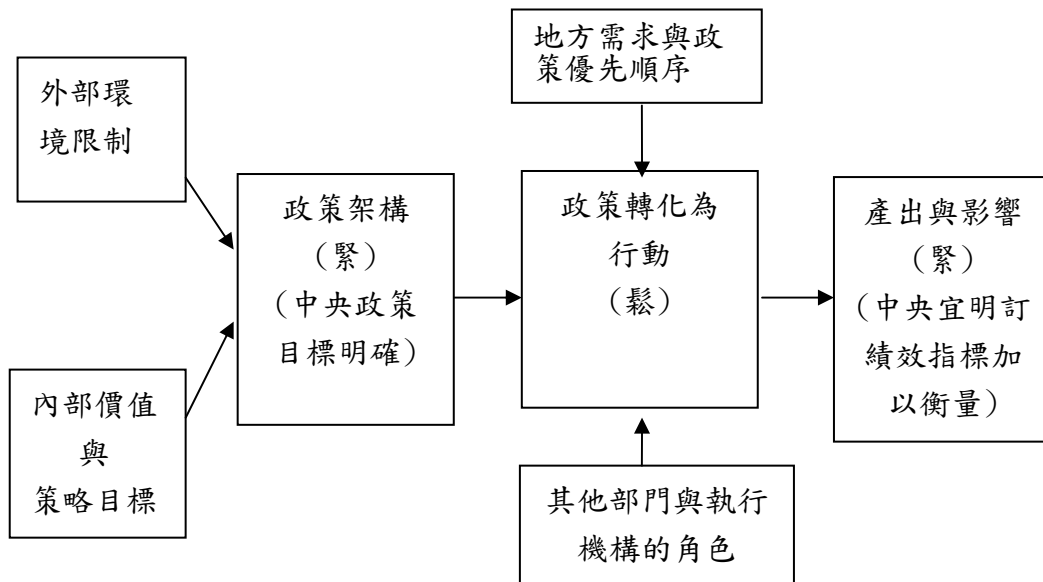 地方需求與政
策優先順序
外部環
境限制
政策架構
（緊）
（中央政策
目標明確）
政策轉化為
行動
（鬆）
產出與影響
（緊）
（中央宜明訂
績效指標加
以衡量）
內部價值
與
策略目標
其他部門與執行
機構的角色